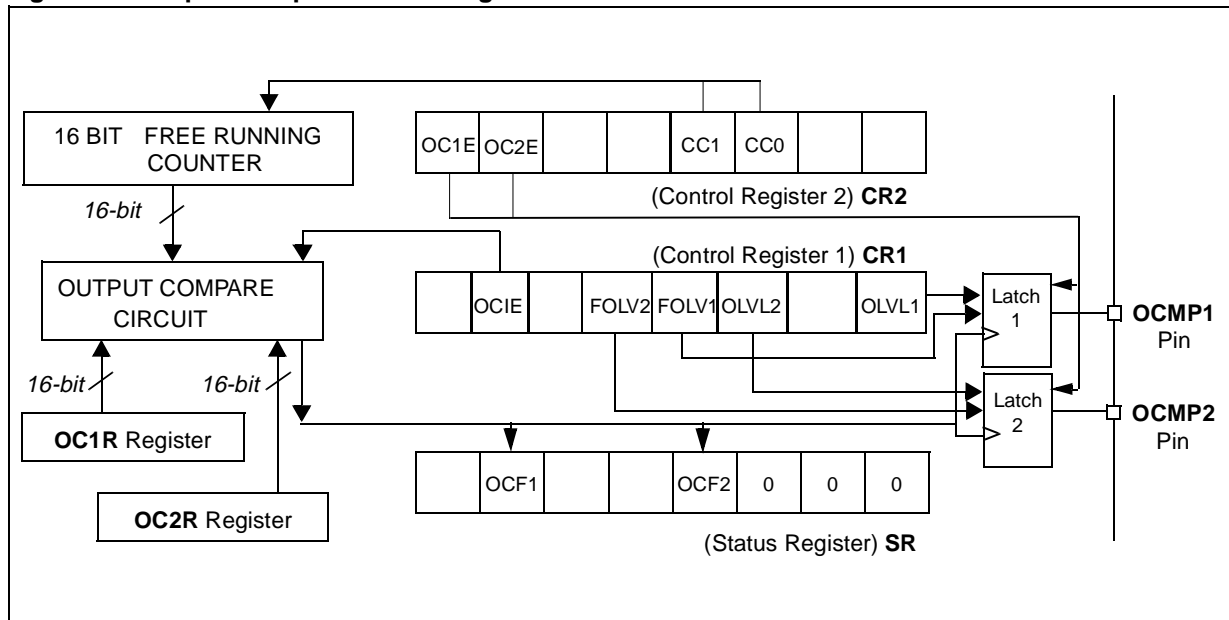 16 BIT FREE RUNNING
COUNTER
OC1E OC2E CC1 CC0
(Control Register 2) CR2
16-bit
(Control Register 1) CR1
OUTPUT COMPARE
CIRCUIT
OCIE FOLV2 FOLV1 OLVL2 OLVL1
Latch
1
OCMP1
Pin
16-bit
16-bit
Latch
2
OCMP2
Pin
OC1R Register
OCF1 OCF2 0 0 0
OC2R Register
(Status Register) SR